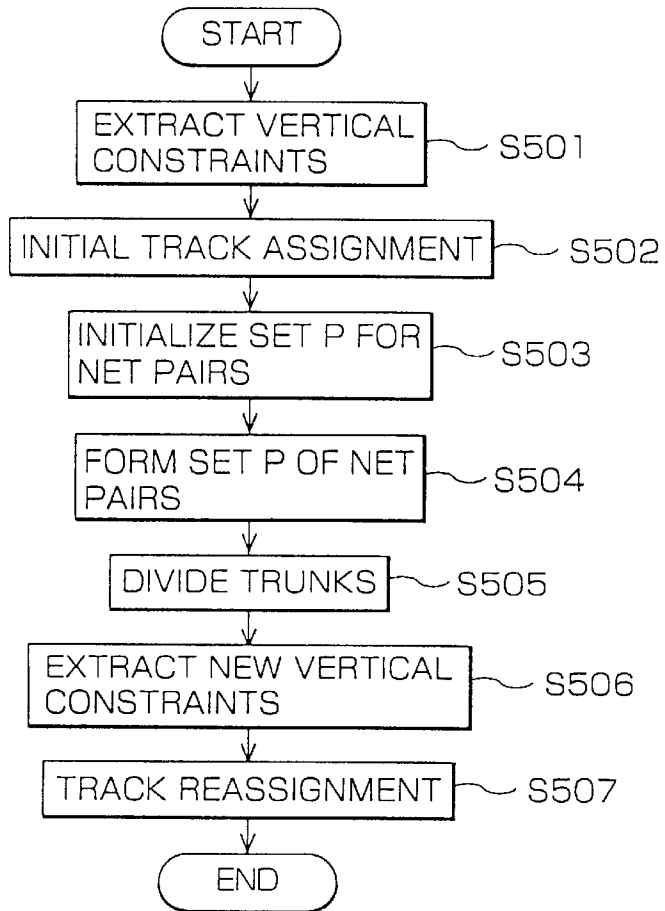 START
EXTRACT VERTICAL
CONSTRAINTS
S501
INITIAL TRACK ASSIGNMENT
S502
INITIALIZE SET P FOR
NET PAIRS
S503
FORM SET P OF NET
PAIRS
S504
DIVIDE TRUNKS
S505
EXTRACT NEW VERTICAL
CONSTRAINTS
S506
TRACK REASSIGNMENT
S507
END